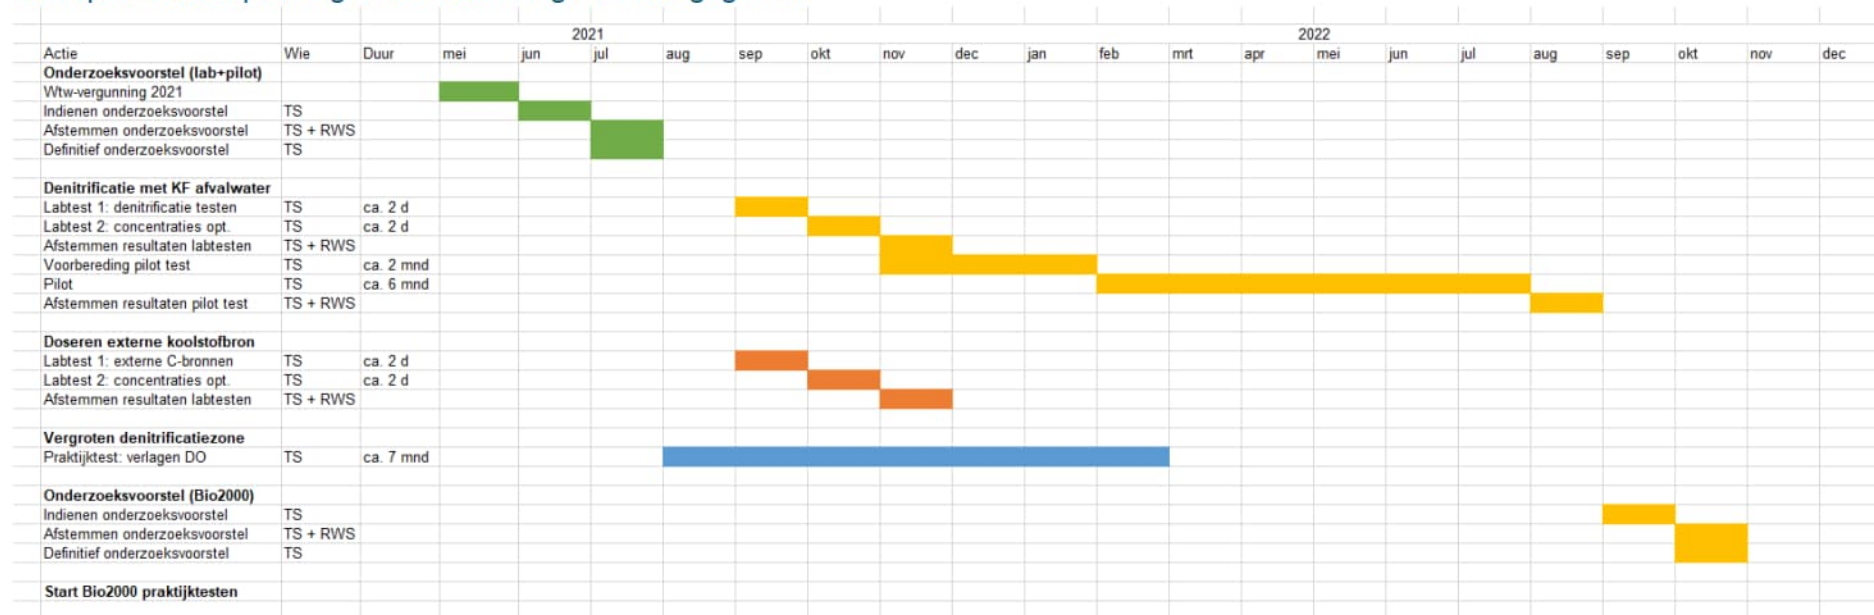 2021 2022
Actie Wie Duur mei jun jul aug sep okt nov dec jan feb mrt apr mei jun jul aug sep okt nov dec
Onderzoeksvoorstel (lab+pilot)
Wtw-vergunning 2021
Indienen onderzoeksvoorstel TS
Afstemmen onderzoeksvoorstel TS + RWS
Definitief onderzoeksvoorstel TS
Denitrificatie met KF afvalwater
Labtest 1: denitrificatie testen TS ca. 2 d
Labtest 2: concentraties opt. TS ca. 2 d
Afstemmen resultaten labtesten TS + RWS
Voorbereding pilot test TS ca. 2 mnd
Pilot TS ca. 6 mnd
Afstemmen resultaten pilot test TS + RWS
Doseren externe koolstofbron
Labtest 1: externe C-bronnen TS ca. 2 d
Labtest 2: concentraties opt. TS ca. 2 d
Afstemmen resultaten labtesten TS + RWS
Vergroten denitrificatiezone
Praktijktest: verlagen DO TS ca. 7 mnd
Onderzoeksvoorstel (Bio2000)
Indienen onderzoeksvoorstel TS
Afstemmen onderzoeksvoorstel TS + RWS
Definitief onderzoeksvoorstel TS
Start Bio2000 praktijktesten